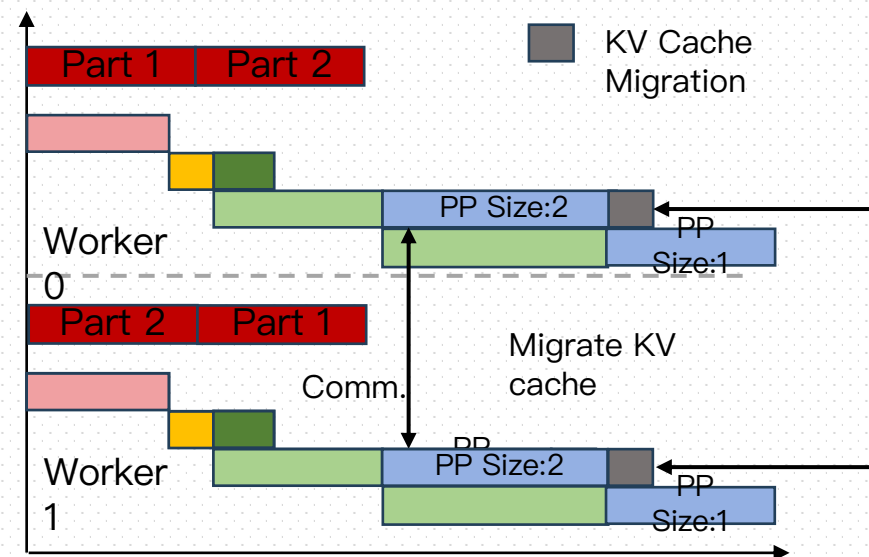 Part 1 Part 2
KV Cache
Migration
PP Size:2
PP
Size:1
Worker
0
Part 2 Part 1
Migrate KV
cache
Comm.
PP
PP Size:2
Worker
1
PP
Size:1